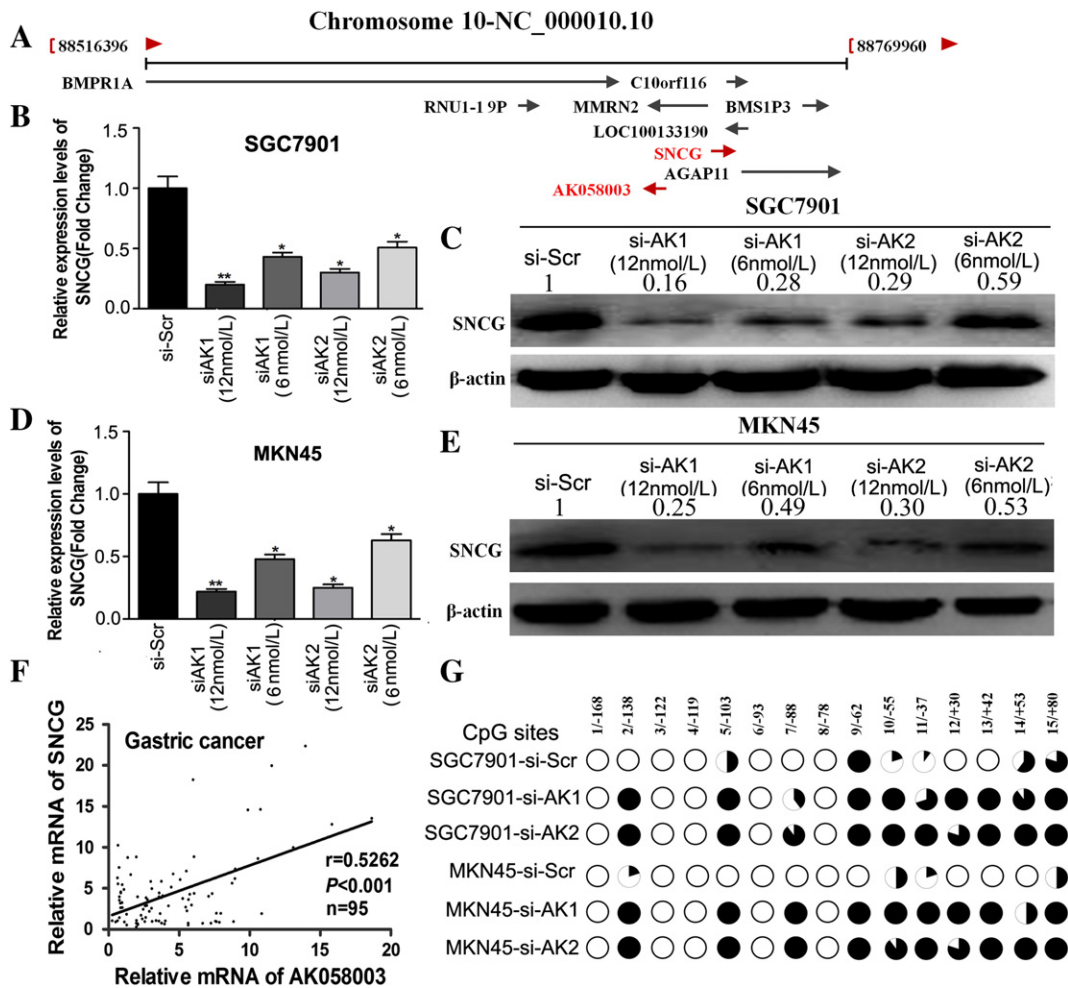 Chromosome 10-NC_000010.10
A
[ 88516396
88769960
BMPR1A
C10orf116
RNU1-1 9P
MMRN2
BMS1P3
LOC100133190
SNCG
AGAP11
AK058003
B
Relative expression levels of
SNCG(Fold Change)
SGC7901
1.5
1.0
0.5
0.0
**
*
*
*
si-Scr
siAK1
(12nmol/L)
siAK1
(6nmol/L)
siAK2
(12nmol/L)
siAK2
(6nmol/L)
C
SGC7901
si-Scr
si-AK1
(12nmol/L)
si-AK1
(6nmol/L)
si-AK2
(12nmol/L)
si-AK2
(6nmol/L)
1 0.16 0.28 0.29 0.59
SNCG
β-actin
D
Relative expression levels of
SNCG(Fold Change)
MKN45
1.5
1.0
0.5
0.0
**
*
*
*
si-Scr
siAK1
(12nmol/L)
siAK1
( 6nmol/L)
siAK2
(12nmol/L)
siAK2
( 6nmol/L)
E
MKN45
si-Scr
si-AK1
(12nmol/L)
si-AK1
(6nmol/L)
si-AK2
(12nmol/L)
si-AK2
(6nmol/L)
1 0.25 0.49 0.30 0.53
SNCG
β-actin
F
Relative mRNA of SNCG
25
20
15
10
5
0
Gastric cancer
r=0.5262
P<0.001
n=95
0 5 10 15 20
Relative mRNA of AK058003
G
CpG sites
1/-168
2/-138
3/-122
4/-119
5/-103
6/-93
7/-88
8/-78
9/-62
10/-55
11/-37
12/+30
13/+42
14/+53
15/+80
SGC7901-si-Scr
SGC7901-si-AK1
SGC7901-si-AK2
MKN45-si-Scr
MKN45-si-AK1
MKN45-si-AK2